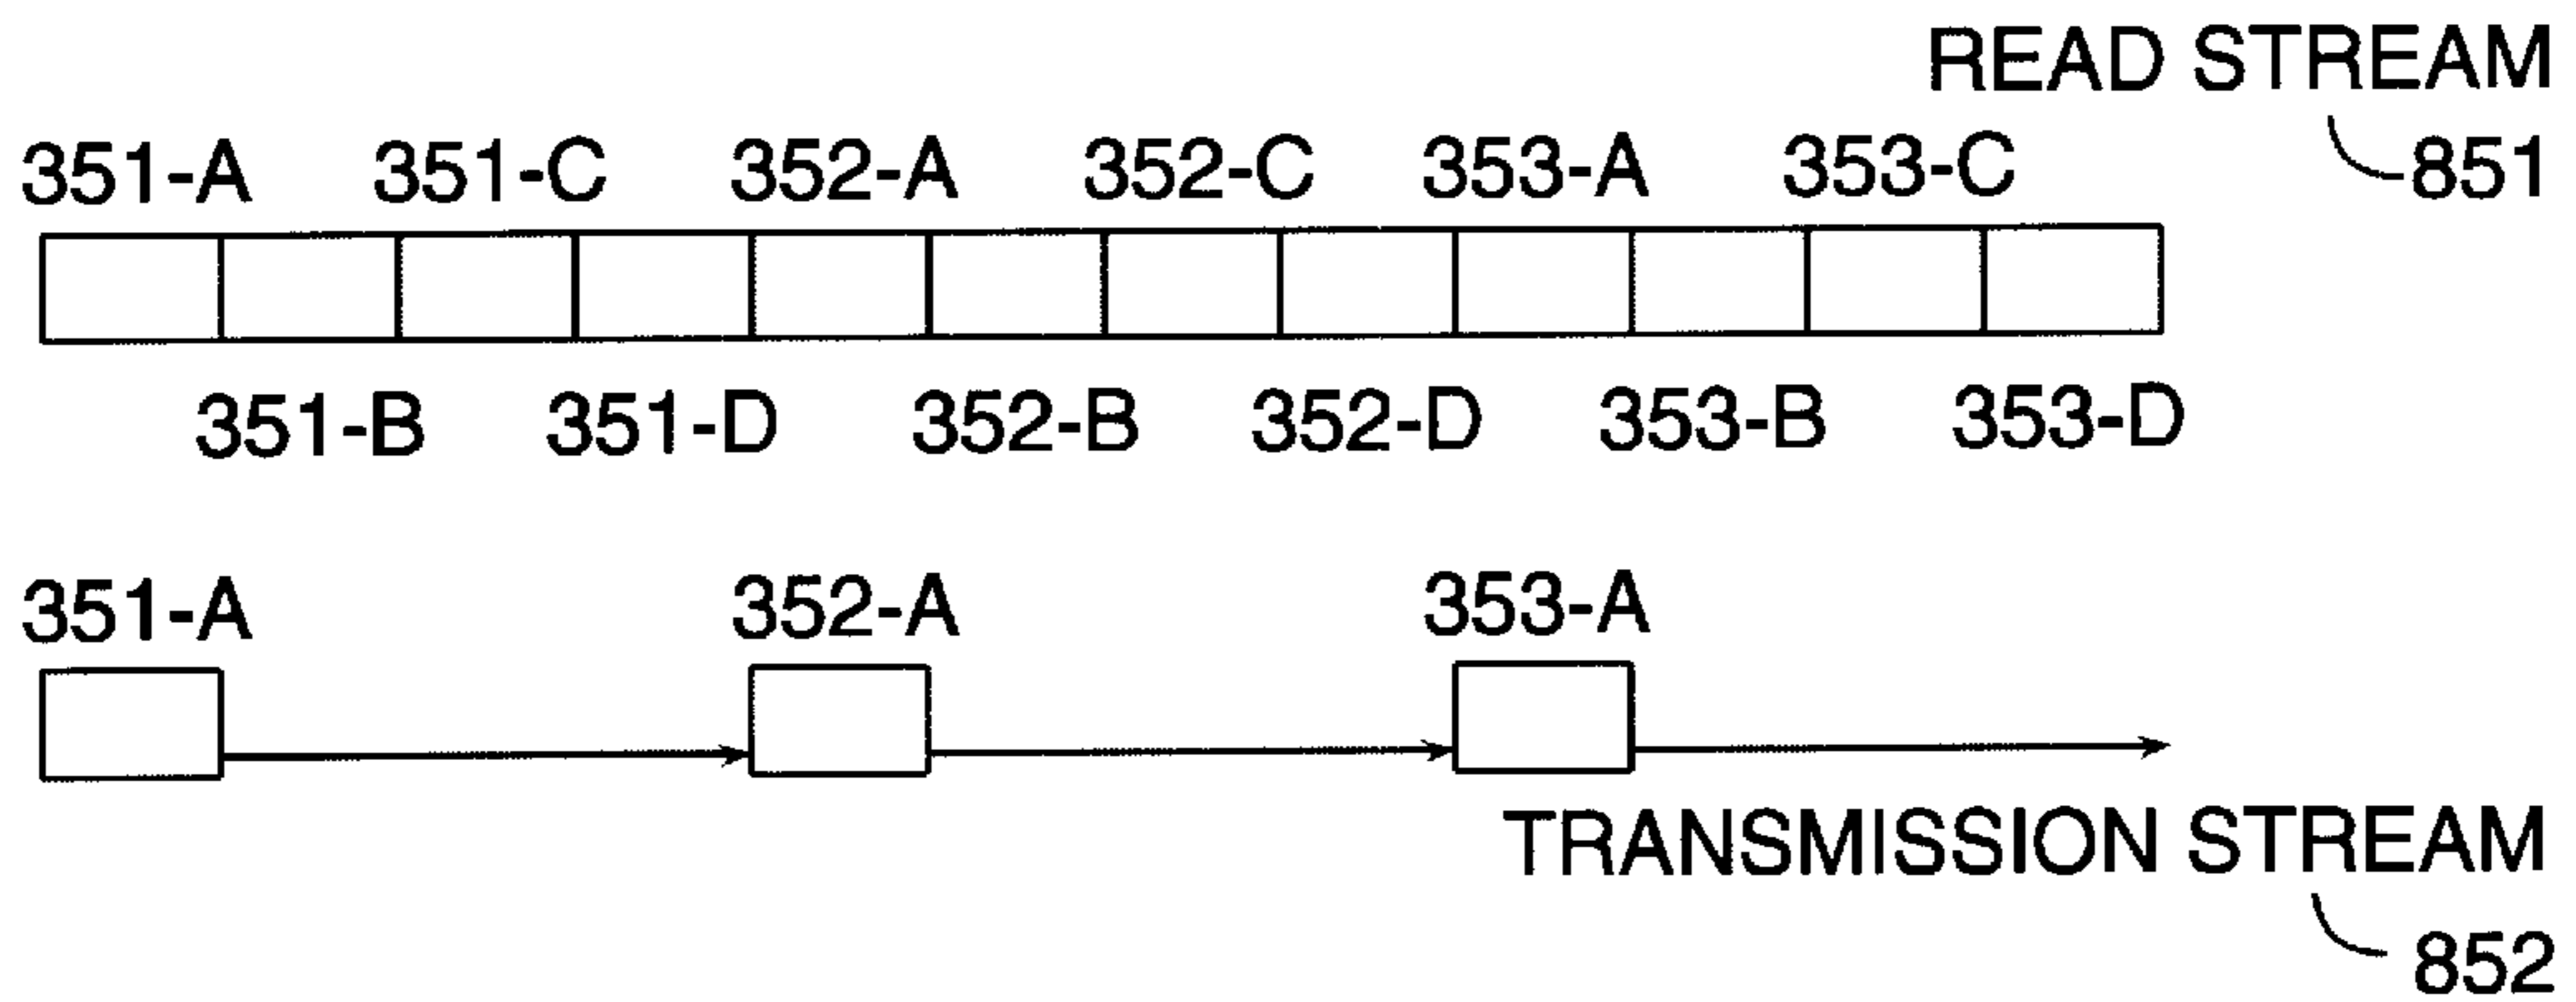 READ STREAM
851
351-A 351-C 352-A 352-C 353-A 353-C
351-B 351-D 352-B 352-D 353-B 353-D
351-A 352-A 353-A
TRANSMISSION STREAM
852